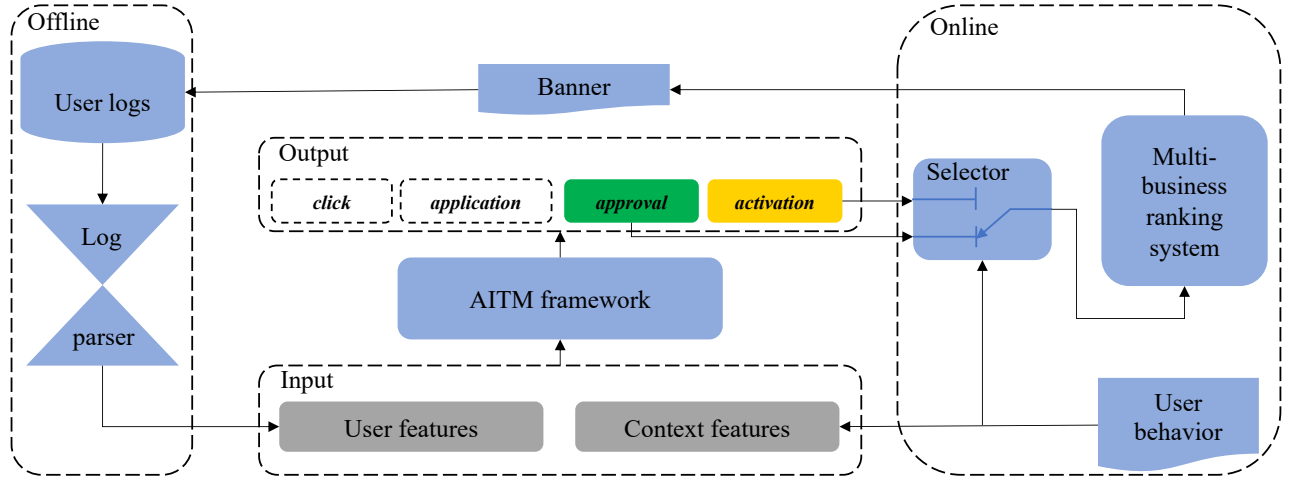 Offline
User logs
Log
parser
Banner
Output
click
application
approval
activation
AITM framework
Input
User features
Context features
Online
Selector
Multi-
business
ranking
system
User
behavior